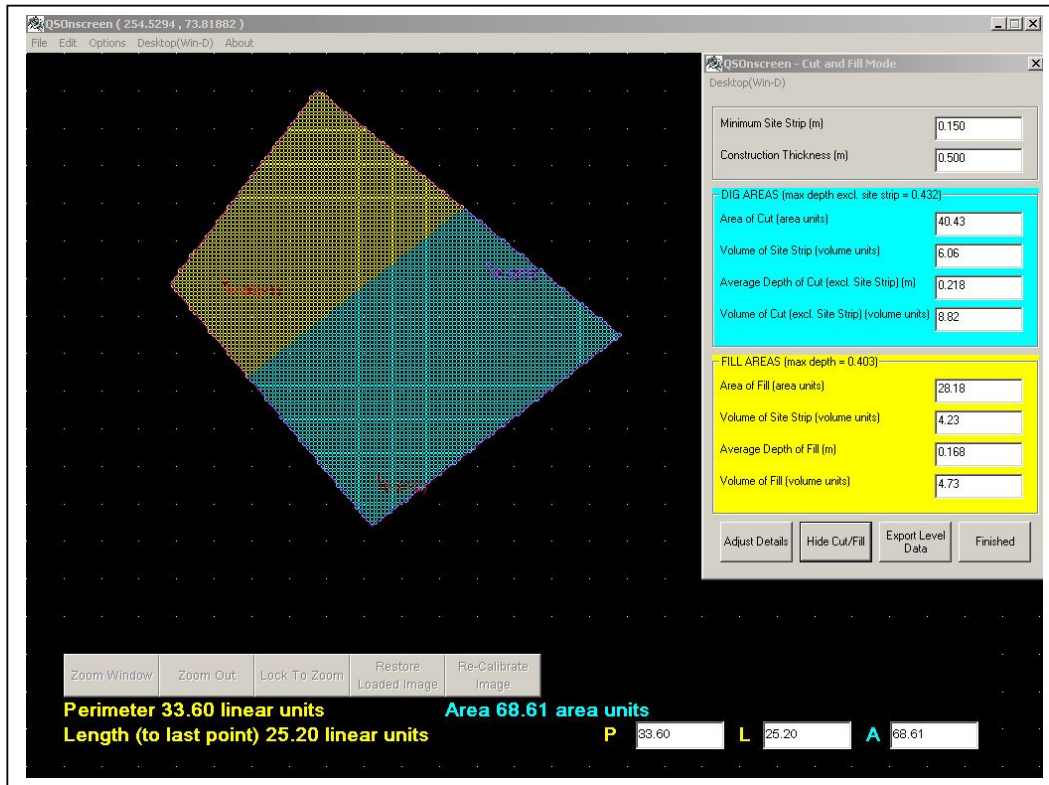 QSOnscreen ( 254.5294 , 73.81882 )
File Edit Options Desktop(Win-D) About
QSOnscreen - Cut and Fill Mode
Desktop(Win-D)
Minimum Site Strip (m) 0.150
Construction Thickness (m) 0.500
DIG AREAS (max depth excl. site strip = 0.432)
Area of Cut (area units) 40.43
Volume of Site Strip (volume units) 6.06
Average Depth of Cut (excl. Site Strip) (m) 0.218
Volume of Cut (excl. Site Strip) (volume units) 8.82
FILL AREAS (max depth = 0.403)
Area of Fill (area units) 28.18
Volume of Site Strip (volume units) 4.23
Average Depth of Fill (m) 0.168
Volume of Fill (volume units) 4.73
Adjust Details Hide Cut/Fill Export Level Data Finished
Zoom Window Zoom Out Lock To Zoom Restore Loaded Image Re-Calibrate Image
Perimeter 33.60 linear units Area 68.61 area units
Length (to last point) 25.20 linear units P 33.60 L 25.20 A 68.61